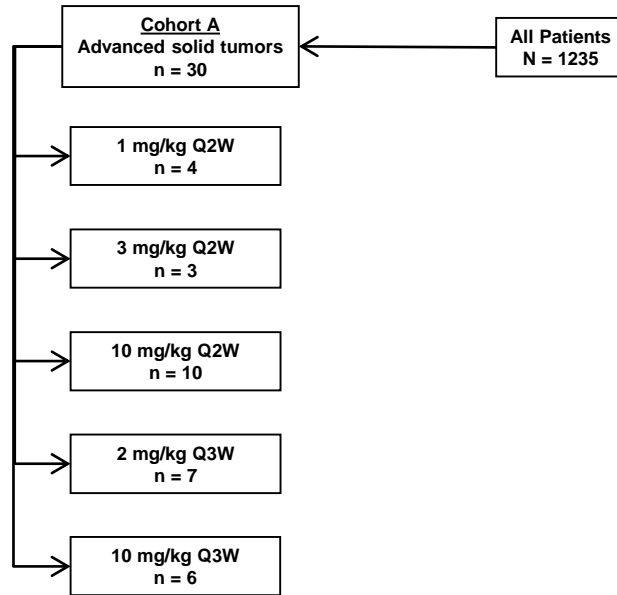 Cohort A
Advanced solid tumors
n = 30
All Patients
N = 1235
1 mg/kg Q2W
n = 4
3 mg/kg Q2W
n = 3
10 mg/kg Q2W
n = 10
2 mg/kg Q3W
n = 7
10 mg/kg Q3W
n = 6